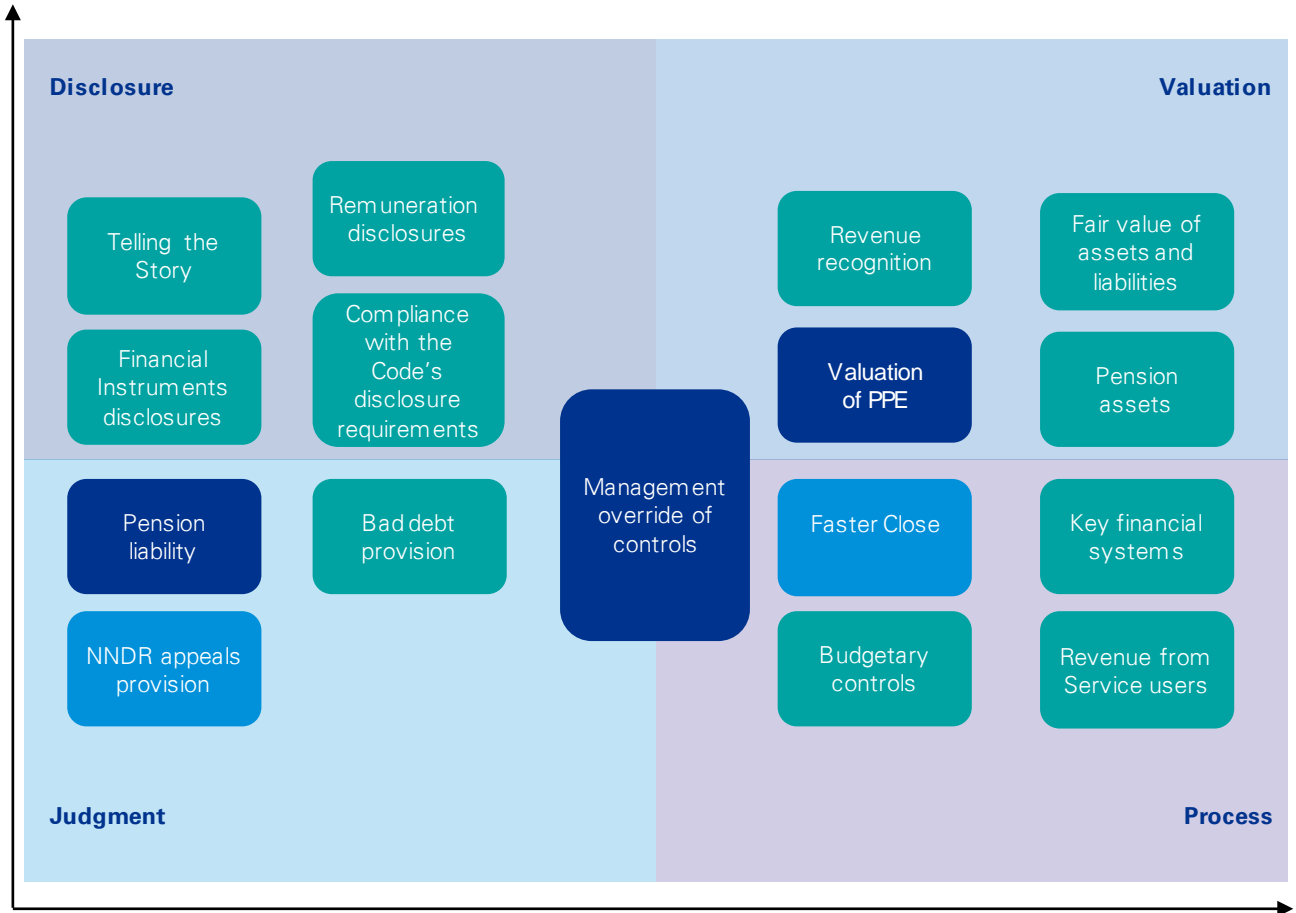 Disclosure
Valuation
Telling the
Story
Remuneration
disclosures
Financial
Instruments
disclosures
Compliance
with the
Code's
disclosure
requirements
Revenue
recognition
Fair value of
assets and
liabilities
Valuation
of PPE
Pension
assets
Management
override of
controls
Pension
liability
Bad debt
provision
NNDR appeals
provision
Faster Close
Key financial
systems
Budgetary
controls
Revenue from
Service users
Judgment
Process